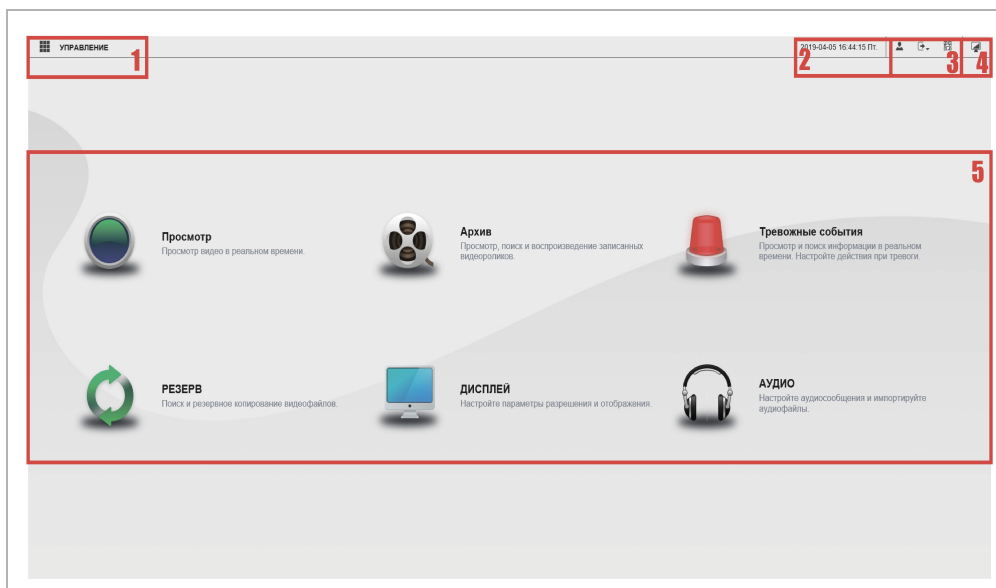 УПРАВЛЕНИЕ
1
2019-04-05 16:44:15 Пт.
2
3
4
5
Просмотр
Просмотр видео в реальном времени.
Архив
Просмотр, поиск и воспроизведение записанных
видеороликов.
Тревожные события
Просмотр и поиск информации в реальном
времени. Настройте действия при тревоги.
РЕЗЕРВ
Поиск и резервное копирование видеофайлов.
ДИСПЛЕЙ
Настройте параметры разрешения и отображения.
АУДИО
Настройте аудиосообщения и импортируйте
аудиофайлы.